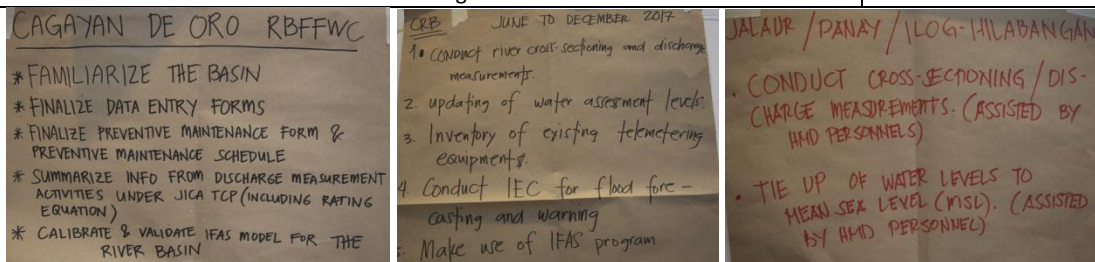 CAGAYAN DE ORO RBFFWC
* FAMILIARIZE THE BASIN
* FINALIZE DATA ENTRY FORMS
* FINALIZE PREVENTIVE MAINTENANCE FORM &
PREVENTIVE MAINTENANCE SCHEDULE
* SUMMARIZE INFO FROM DISCHARGE MEASUREMENT
ACTIVITIES UNDER JICA TCP (INCLUDING RATING
EQUATION)
* CALIBRATE & VALIDATE IFAS MODEL FOR THE
RIVER BASIN
CRB JUNE TO DECEMBER 2017
1. CONDUCT river cross-sectioning and discharge
measurements.
2. updating of water assesment levels.
3. Inventory of existing telemetering
equipments.
4. Conduct IEC for flood fore-
casting and warning
5. Make use of IFAS program
JALAUR / PANAY / ILOG-HILABANGAN
• CONDUCT CROSS-SECTIONING / DIS-
CHARGE MEASUREMENTS. (ASSISTED BY
HMD PERSONNELS)
• TIE UP OF WATER LEVELS TO
MEAN SEA LEVEL (MSL). (ASSISTED
BY HMD PERSONNEL)